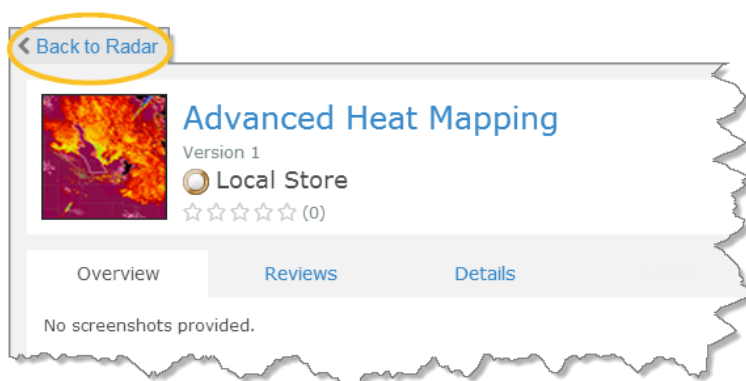 Back to Radar
Advanced Heat Mapping
Version 1
Local Store
(0)
Overview
Reviews
Details
No screenshots provided.